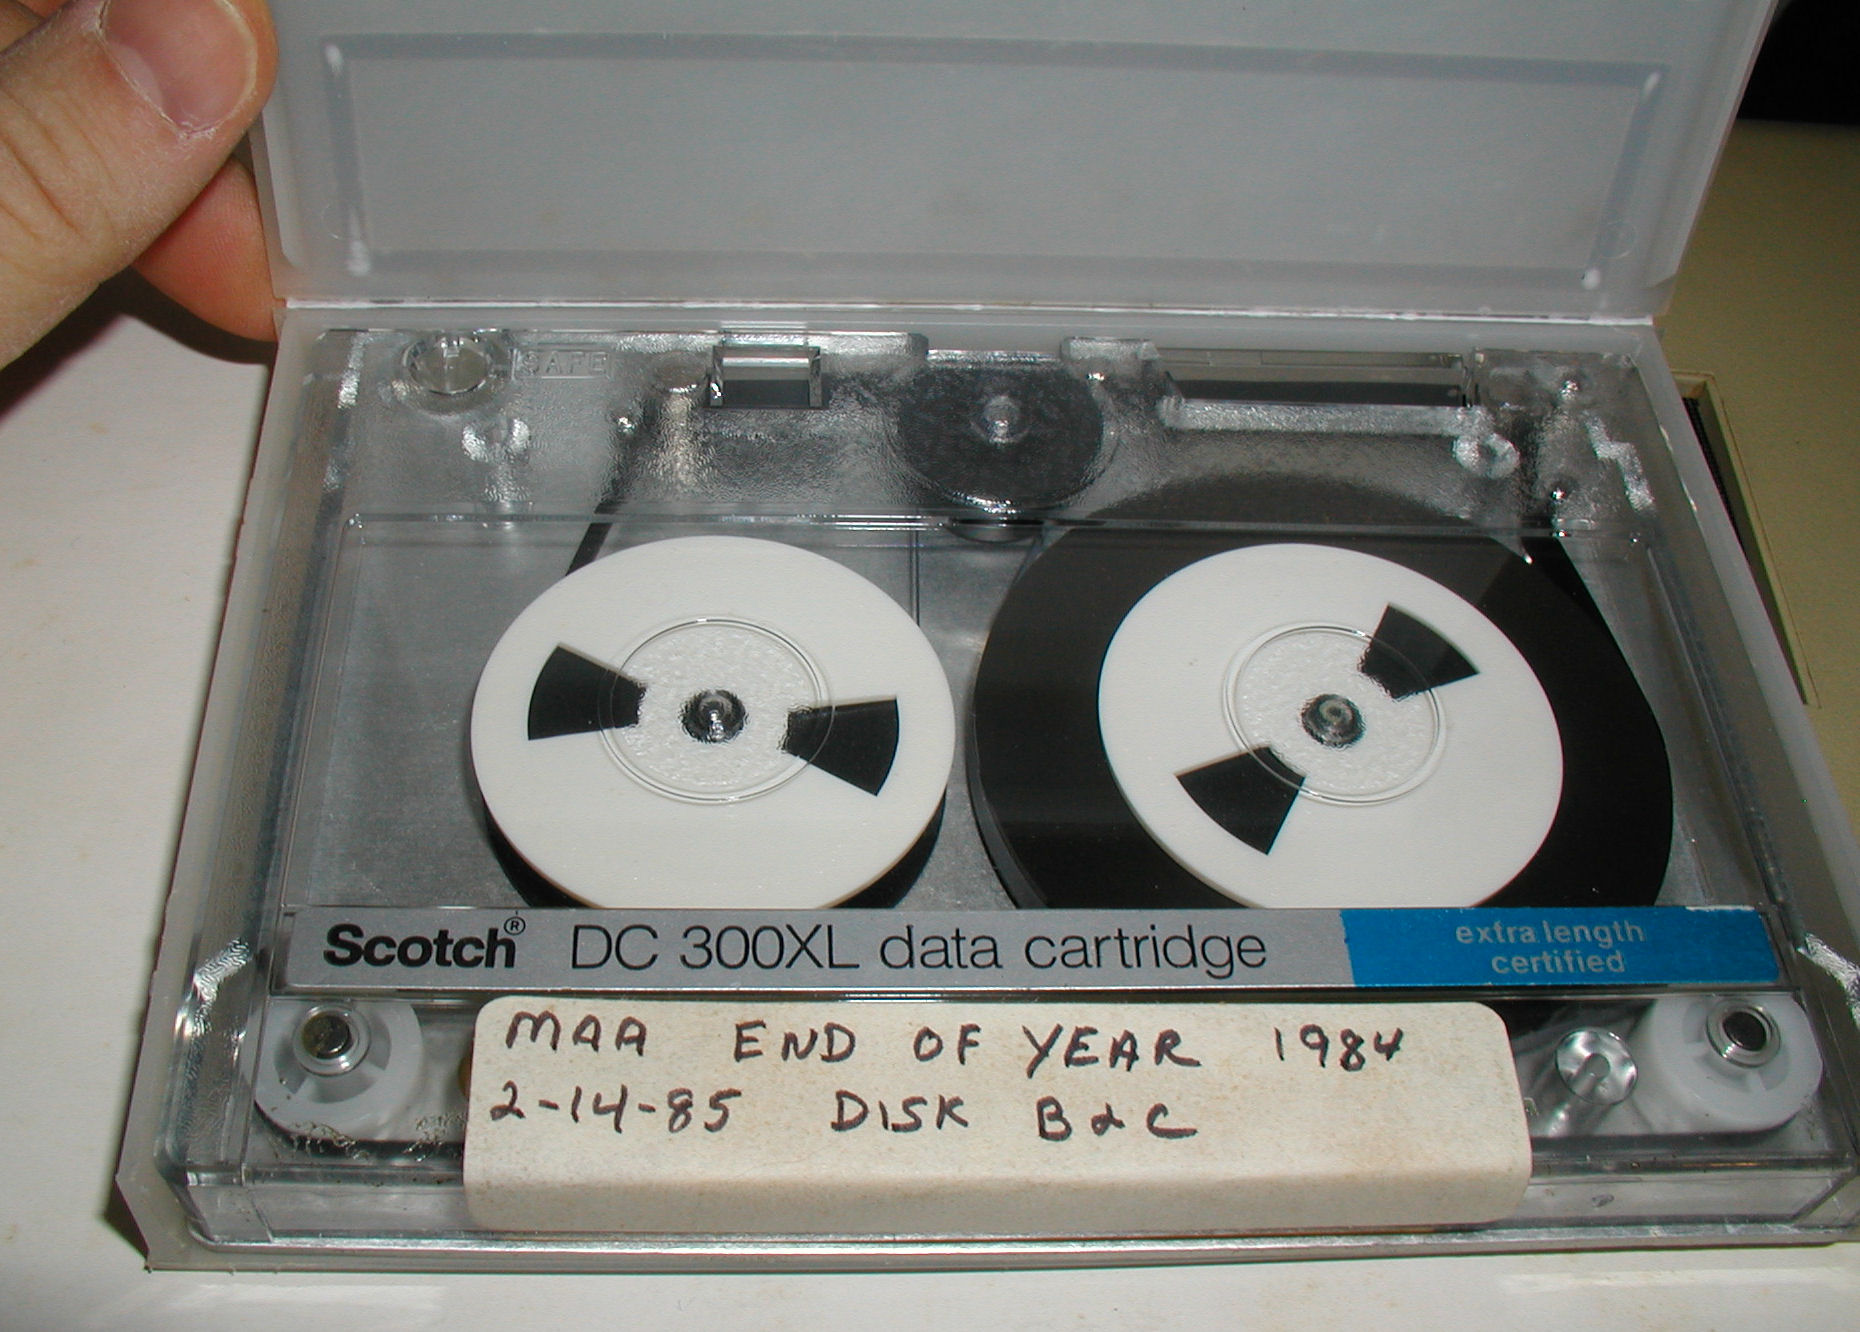 SAFE
Scotch® DC 300XL data cartridge
extra length
certified
MAA END OF YEAR 1984
2-14-85 DISK B & C